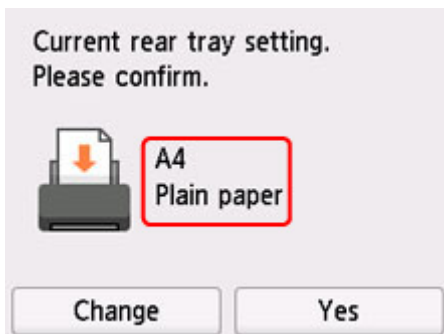 Current rear tray setting.
Please confirm.
A4
Plain paper
Change
Yes